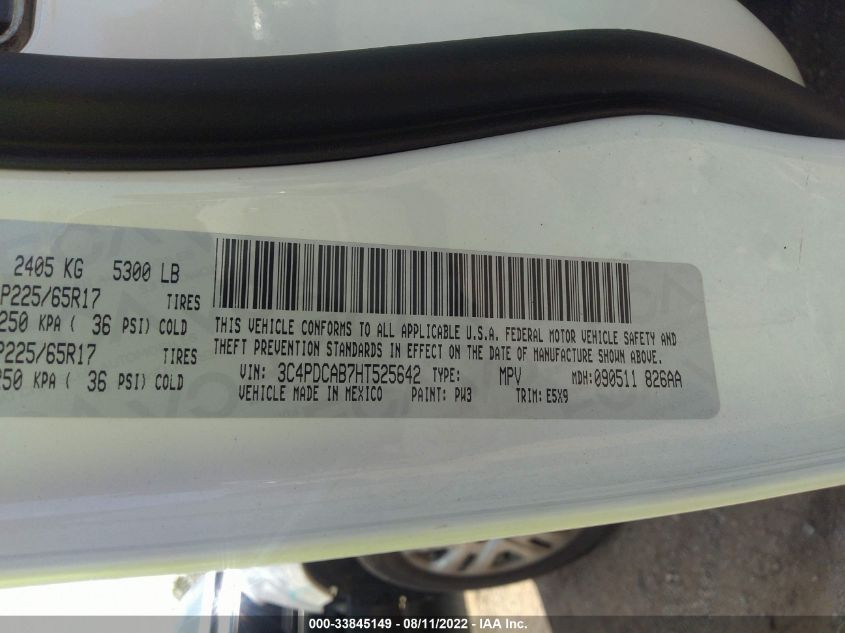 2405 KG 5300 LB
P225/65R17 TIRES
250 KPA ( 36 PSI) COLD
P225/65R17 TIRES
250 KPA ( 36 PSI) COLD
THIS VEHICLE CONFORMS TO ALL APPLICABLE U.S.A. FEDERAL MOTOR VEHICLE SAFETY AND
THEFT PREVENTION STANDARDS IN EFFECT ON THE DATE OF MANUFACTURE SHOWN ABOVE.
VIN: 3C4PDCAB7HT525642 TYPE: MPV MDH:090511 826AA
VEHICLE MADE IN MEXICO PAINT: PW3 TRIM: E5X9
000-33845149 - 08/11/2022 - IAA Inc.